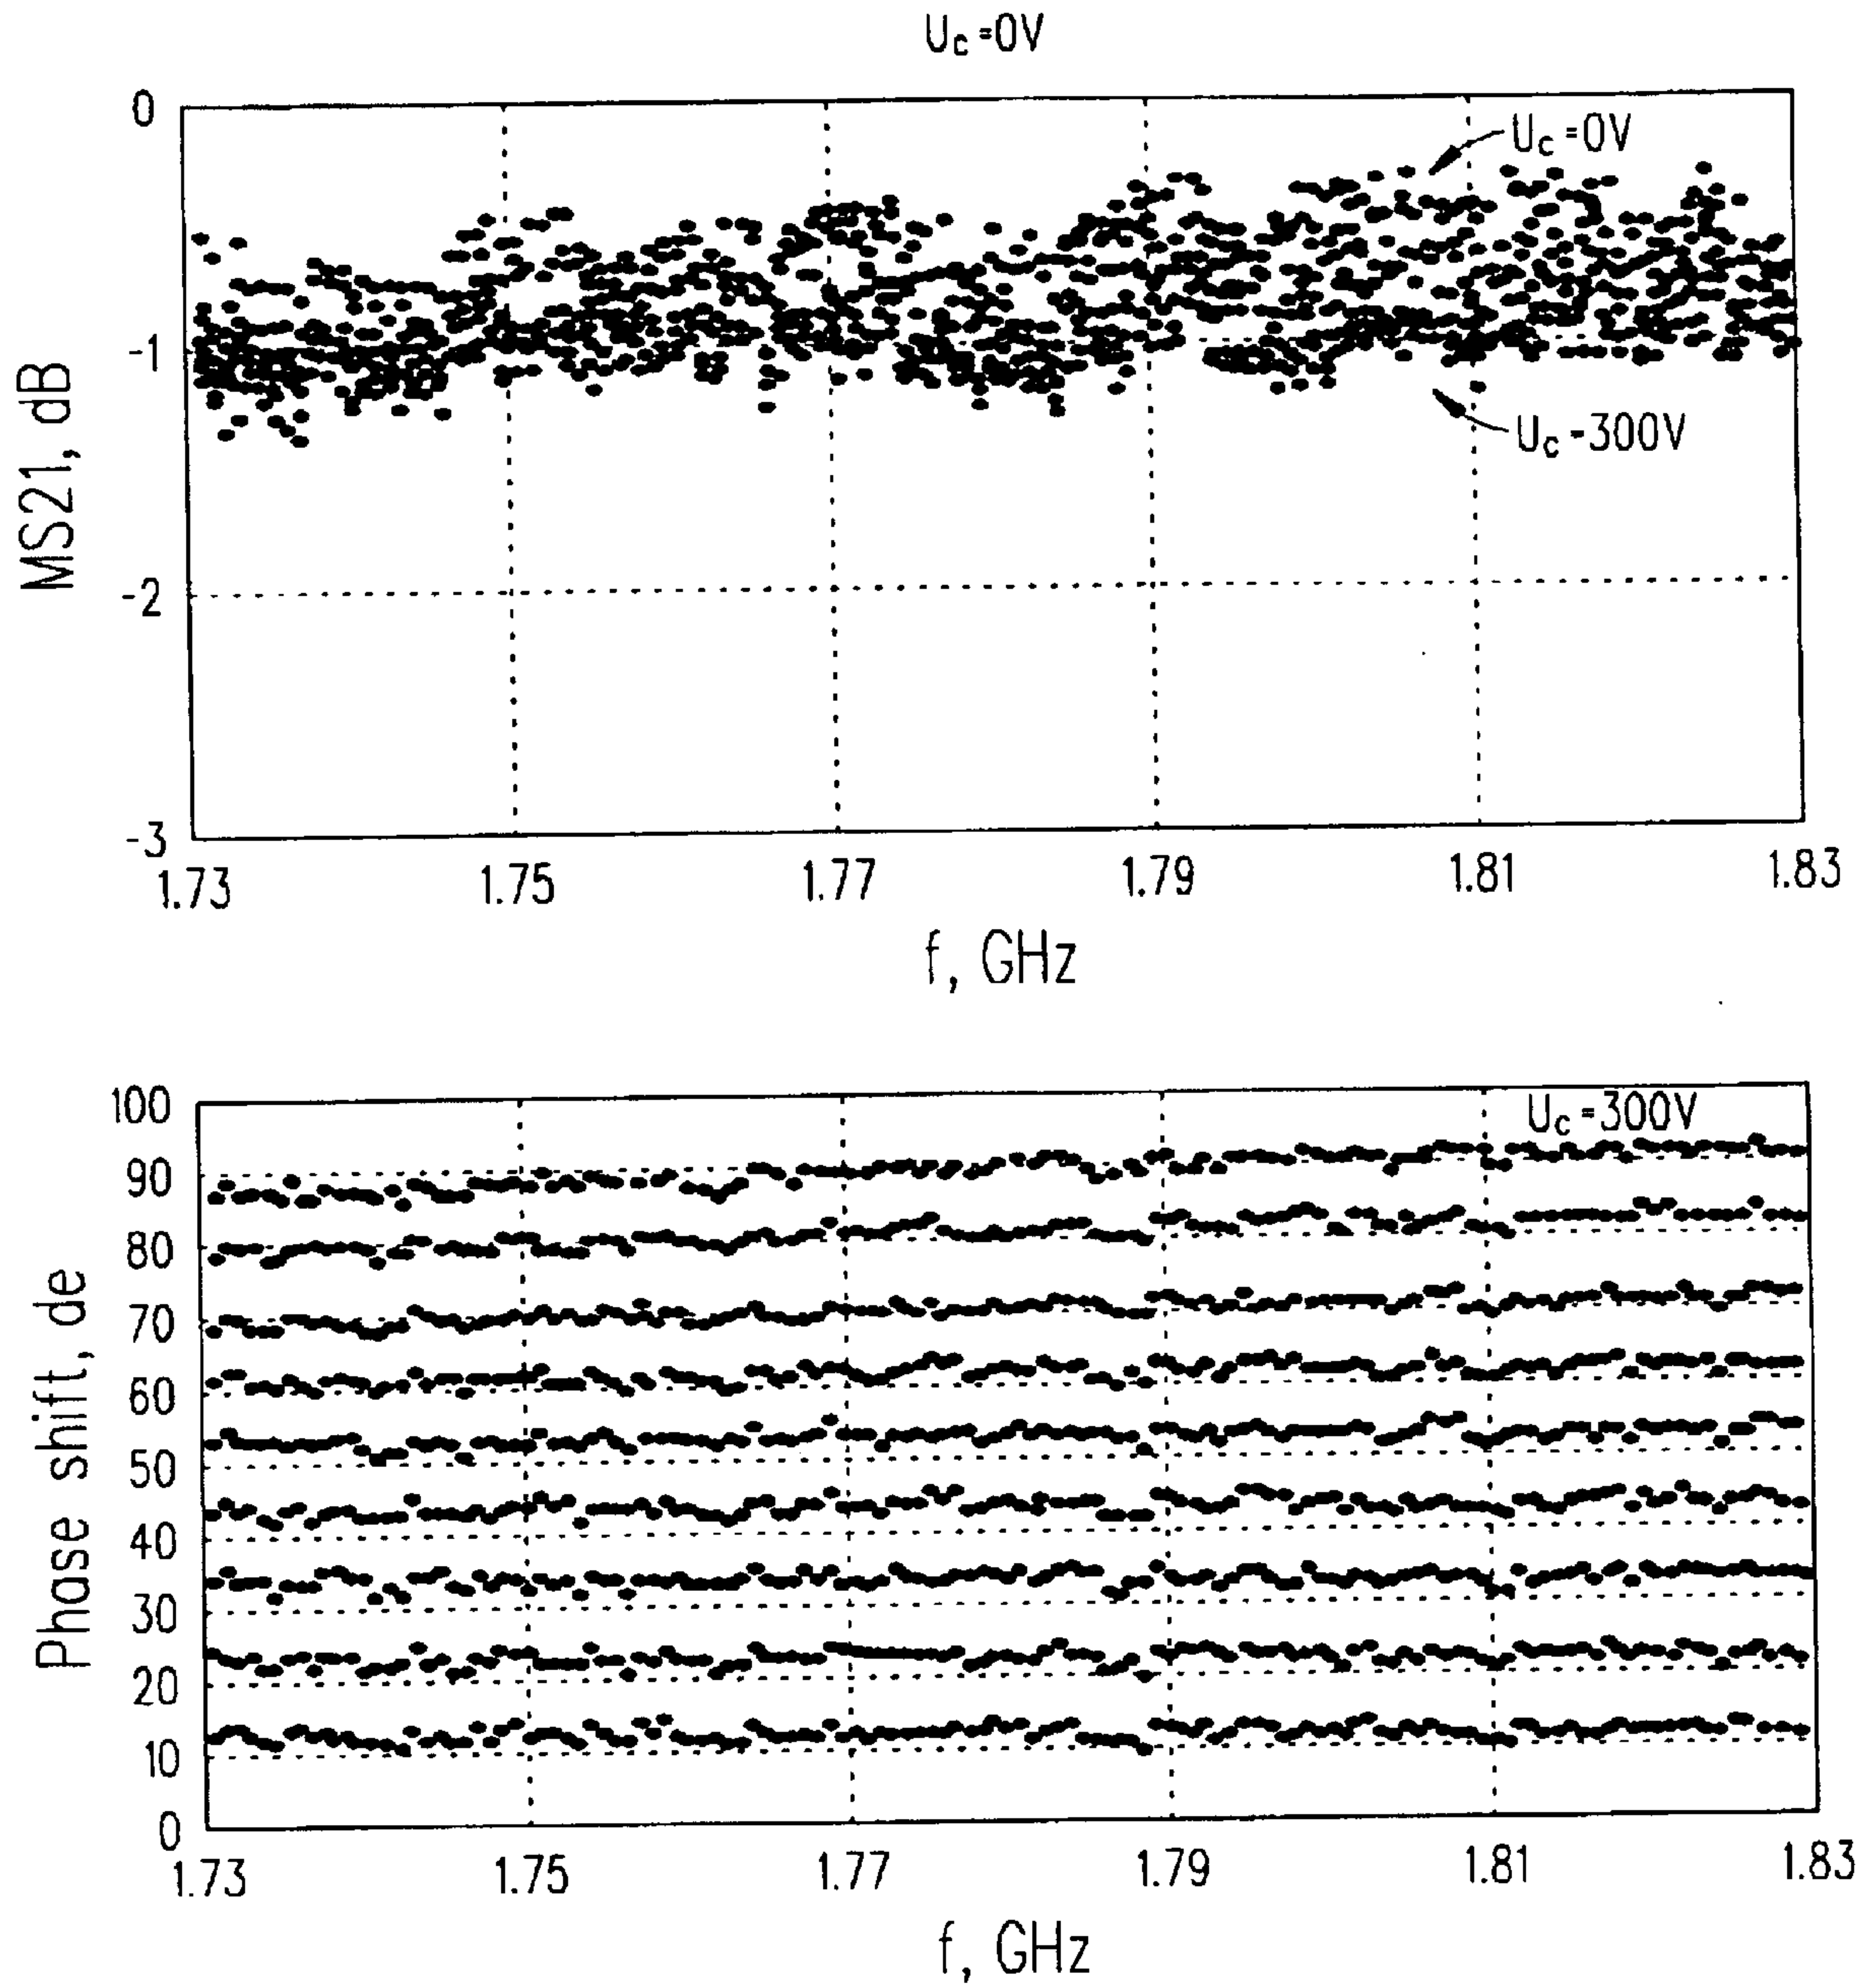 Uc=0V
0
Uc=0V
-1
Uc-300V
MS21, dB
-2
-3
1.73 1.75 1.77 1.79 1.81 1.83
f, GHz
100
Uc=300V
90
80
70
60
50
40
30
20
10
0
Phase shift, de
1.73 1.75 1.77 1.79 1.81 1.83
f, GHz